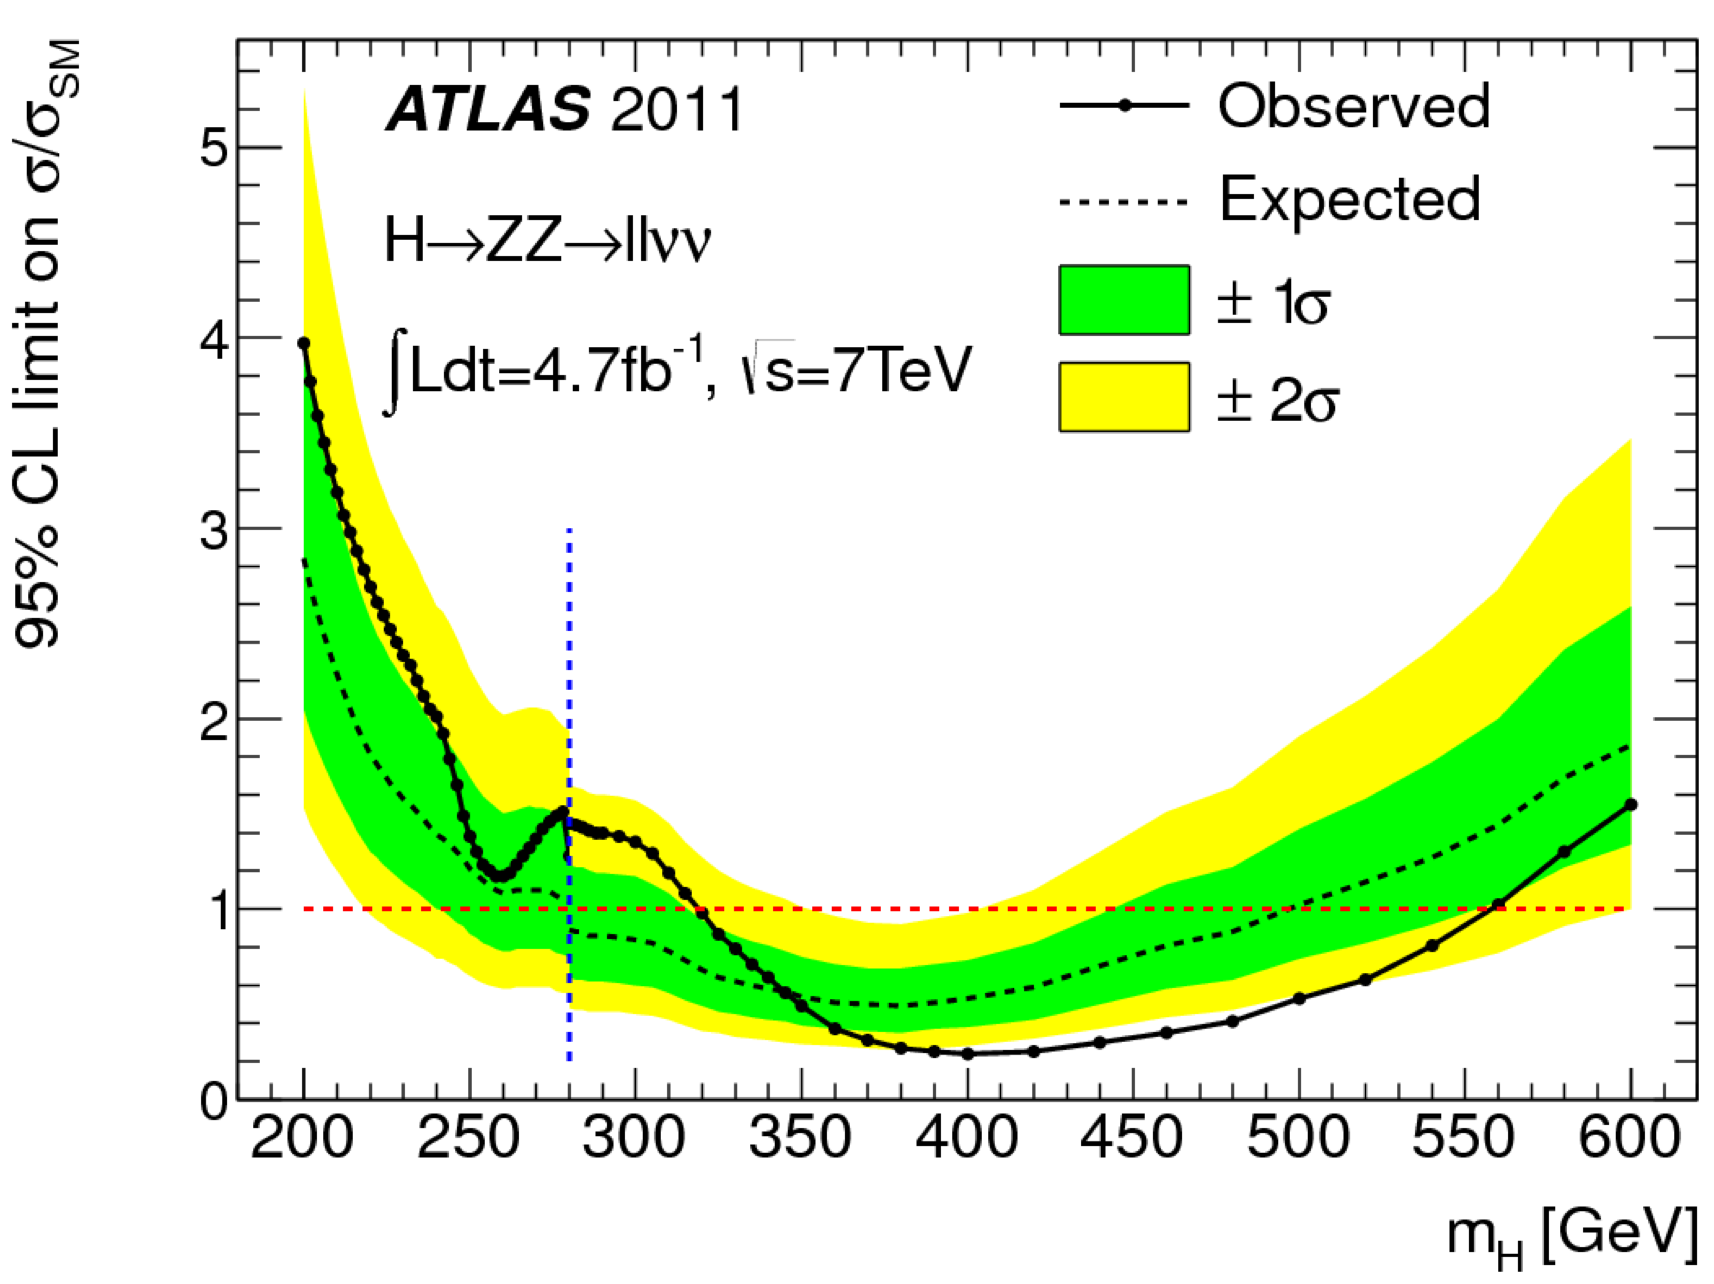 95% CL limit on σ/σSM
ATLAS 2011
H→ZZ→llνν
∫Ldt=4.7fb-1, √s=7TeV
Observed
Expected
± 1σ
± 2σ
5
4
3
2
1
0
200 250 300 350 400 450 500 550 600
mH [GeV]